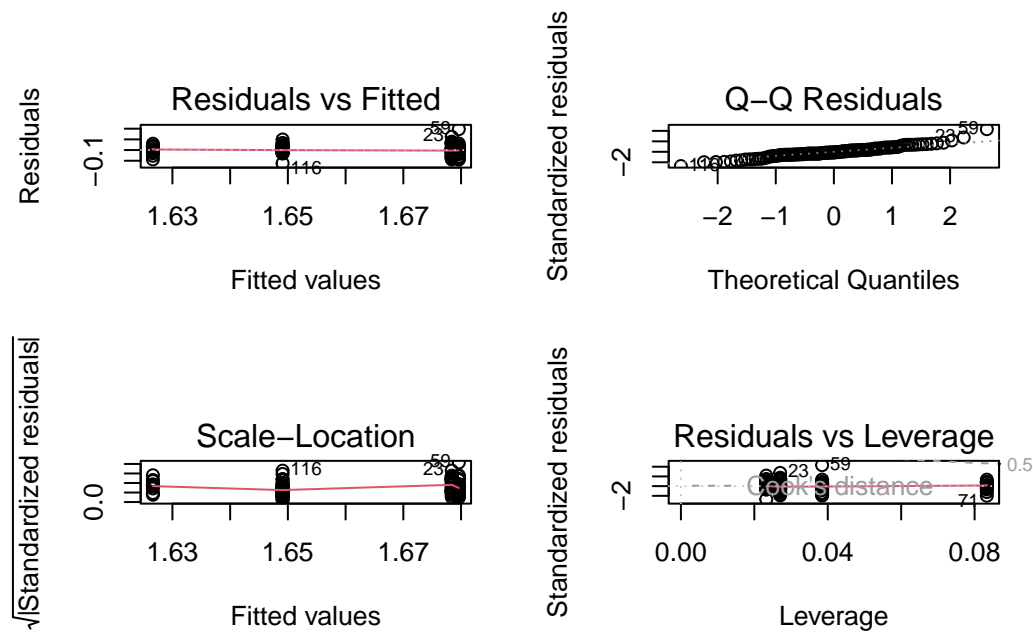 Residuals vs Fitted
Residuals
−0.1
59
23
116
1.63
1.65
1.67
Fitted values
Q−Q Residuals
Standardized residuals
−2
59
23
116
−2
−1
0
1
2
Theoretical Quantiles
Scale−Location
√|Standardized residuals|
0.0
59
23
116
1.63
1.65
1.67
Fitted values
Residuals vs Leverage
Standardized residuals
−2
23
59
0.5
Cook's distance
71
0.00
0.04
0.08
Leverage